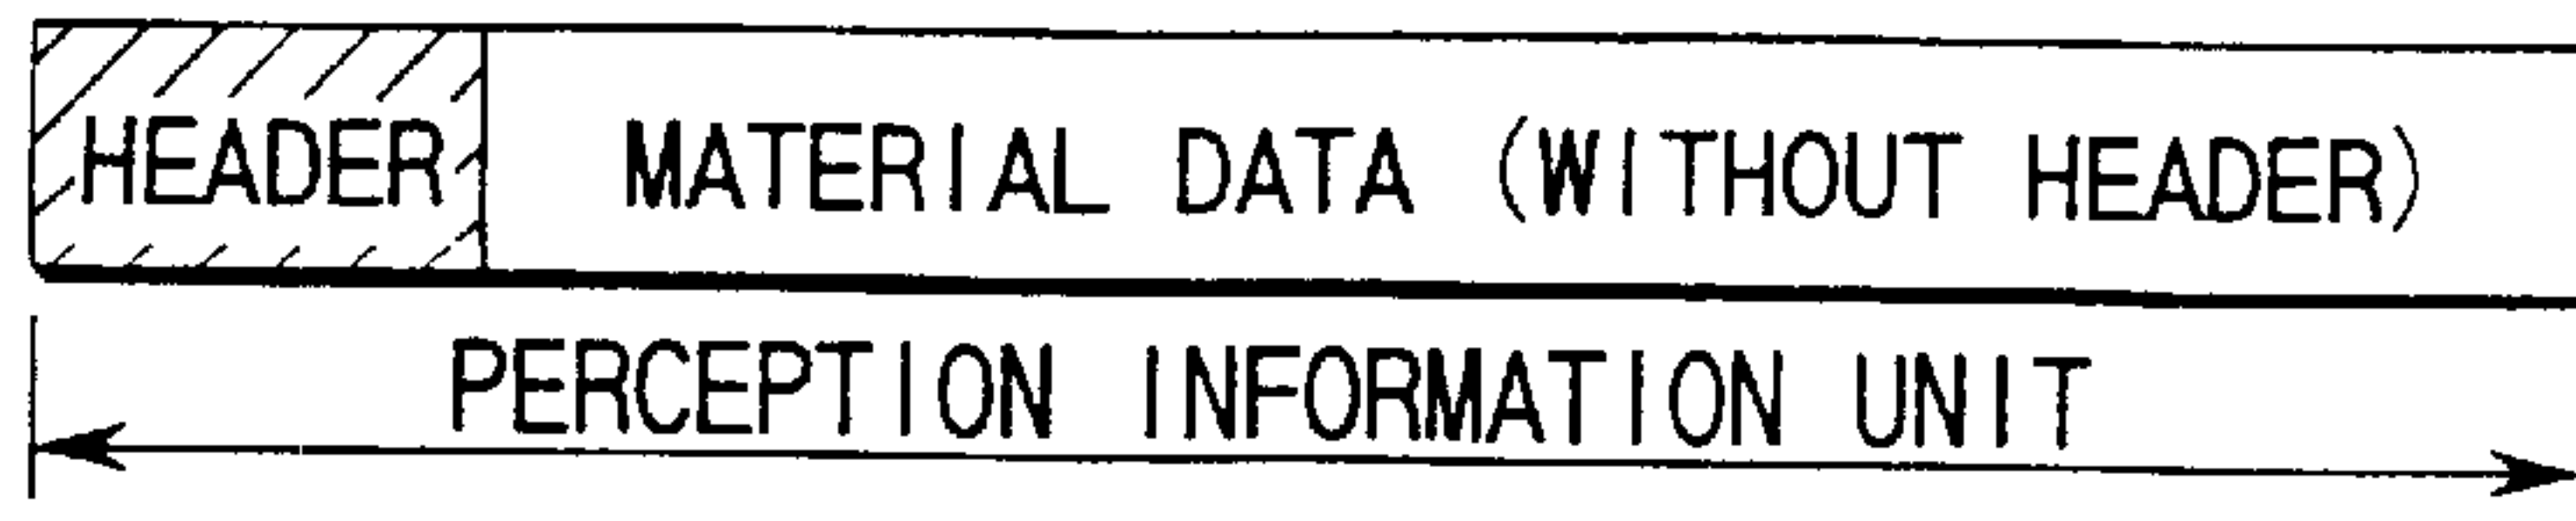 HEADER MATERIAL DATA (WITHOUT HEADER)
PERCEPTION INFORMATION UNIT